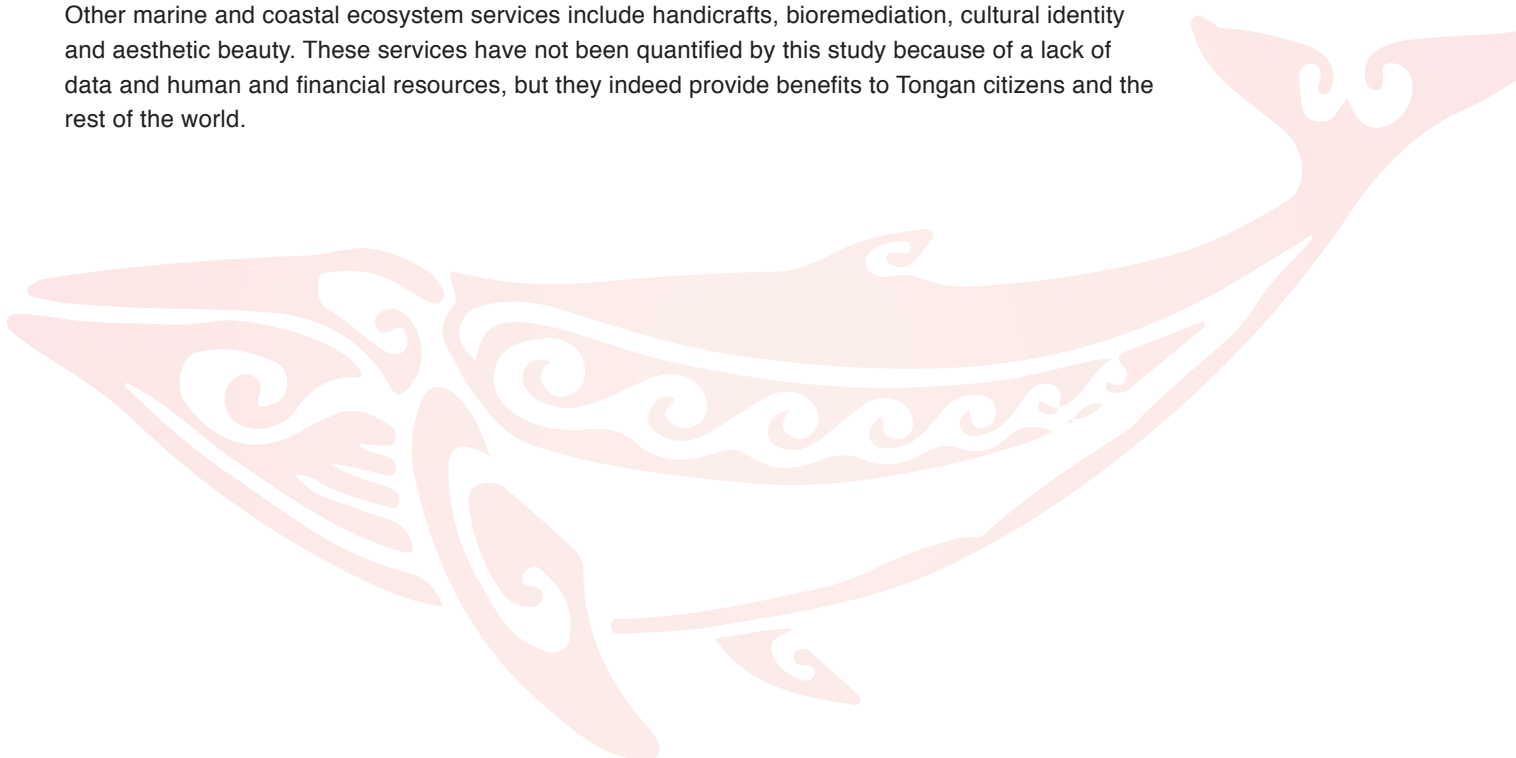 Other marine and coastal ecosystem services include handicrafts, bioremediation, cultural identity
and aesthetic beauty. These services have not been quantified by this study because of a lack of
data and human and financial resources, but they indeed provide benefits to Tongan citizens and the
rest of the world.